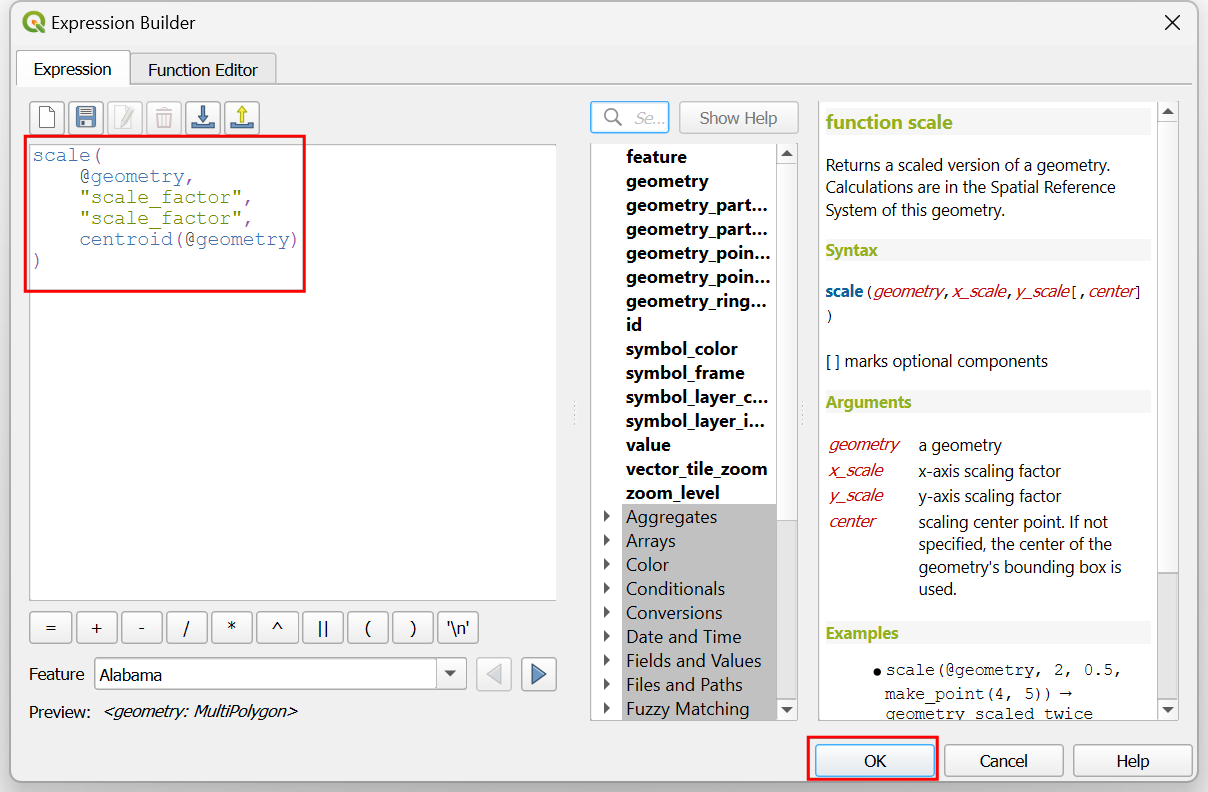 Expression Builder
Expression
Function Editor
scale(
    @geometry,
    "scale_factor",
    "scale_factor",
    centroid(@geometry)
)
= + - / * ^ || ( ) '\n'
Feature Alabama
Preview: <geometry: MultiPolygon>
Se...
Show Help
feature
geometry
geometry_part...
geometry_part...
geometry_poin...
geometry_poin...
geometry_ring...
id
symbol_color
symbol_frame
symbol_layer_c...
symbol_layer_i...
value
vector_tile_zoom
zoom_level
Aggregates
Arrays
Color
Conditionals
Conversions
Date and Time
Fields and Values
Files and Paths
Fuzzy Matching
function scale
Returns a scaled version of a geometry.
Calculations are in the Spatial Reference
System of this geometry.
Syntax
scale(geometry,x_scale,y_scale[,center]
)
[ ] marks optional components
Arguments
geometry a geometry
x_scale x-axis scaling factor
y_scale y-axis scaling factor
center scaling center point. If not
specified, the center of the
geometry's bounding box is
used.
Examples
● scale(@geometry, 2, 0.5,
make_point(4, 5)) →
geometry scaled twice
OK
Cancel
Help